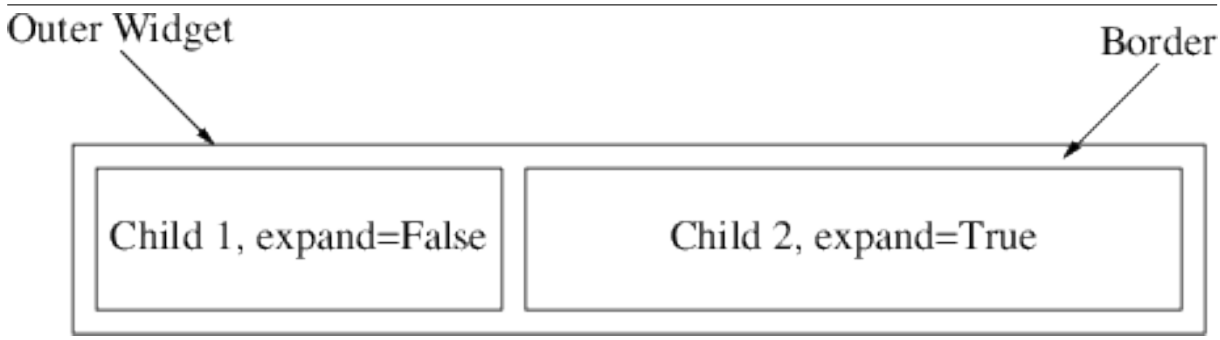 Outer Widget
Border
Child 1, expand=False
Child 2, expand=True